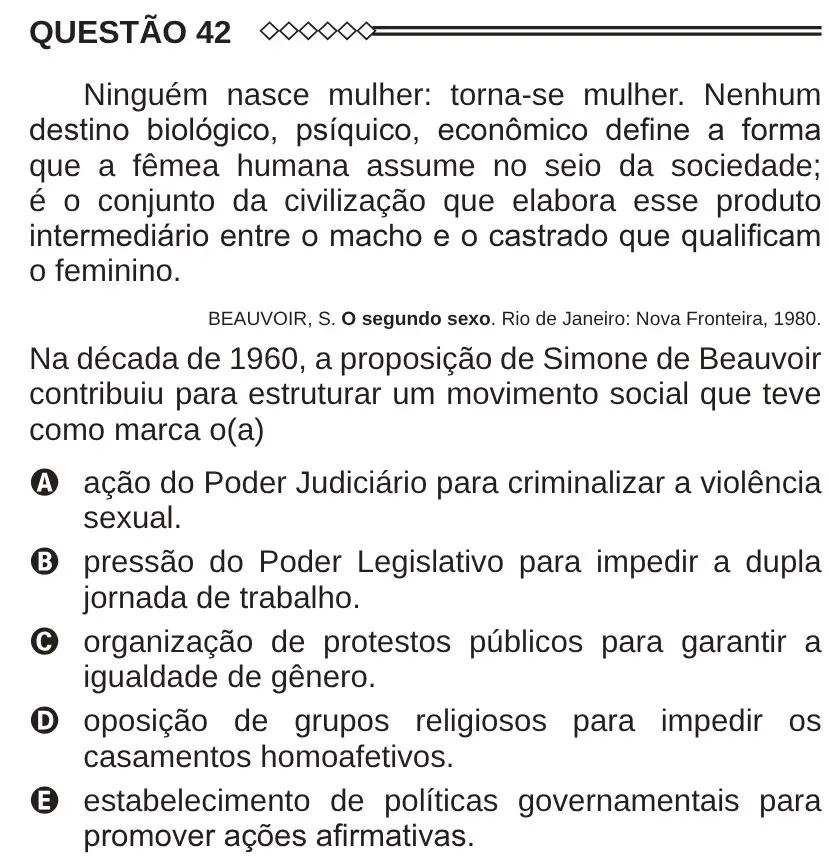 QUESTÃO 42
Ninguém nasce mulher: torna-se mulher. Nenhum
destino biológico, psíquico, econômico define a forma
que a fêmea humana assume no seio da sociedade;
é o conjunto da civilização que elabora esse produto
intermediário entre o macho e o castrado que qualificam
o feminino.
BEAUVOIR, S. O segundo sexo. Rio de Janeiro: Nova Fronteira, 1980.
Na década de 1960, a proposição de Simone de Beauvoir
contribuiu para estruturar um movimento social que teve
como marca o(a)
A ação do Poder Judiciário para criminalizar a violência
sexual.
B pressão do Poder Legislativo para impedir a dupla
jornada de trabalho.
C organização de protestos públicos para garantir a
igualdade de gênero.
D oposição de grupos religiosos para impedir os
casamentos homoafetivos.
E estabelecimento de políticas governamentais para
promover ações afirmativas.